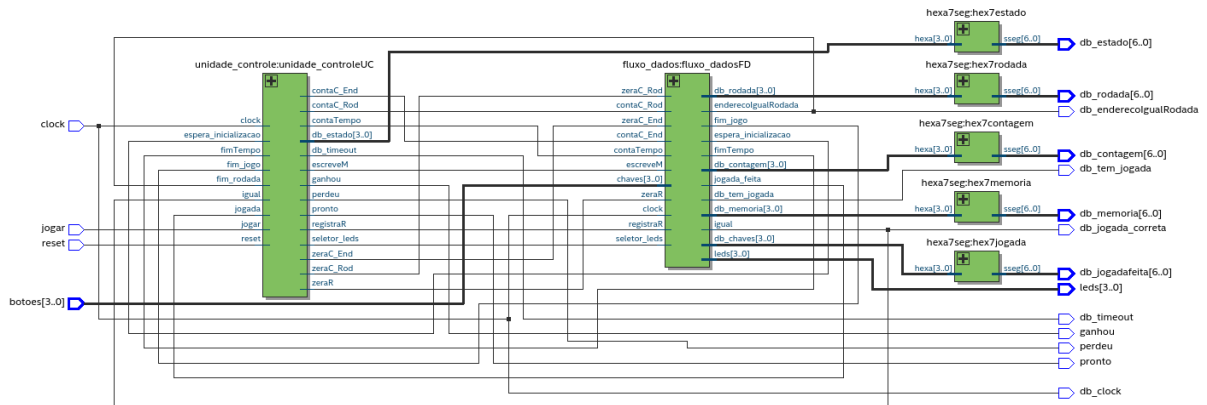 hexa7seg:hex7estado
hexa[3..0] sseg[6..0] db_estado[6..0]
unidade_controle:unidade_controleUC
fluxo_dados:fluxo_dadosFD
hexa7seg:hex7rodada
hexa[3..0] sseg[6..0] db_rodada[6..0]
db_enderecoIgualRodada
hexa7seg:hex7contagem
hexa[3..0] sseg[6..0] db_contagem[6..0]
db_tem_jogada
hexa7seg:hex7memoria
hexa[3..0] sseg[6..0] db_memoria[6..0]
db_jogada_correta
hexa7seg:hex7jogada
hexa[3..0] sseg[6..0] db_jogadafeita[6..0]
leds[3..0]
db_timeout
ganhou
perdeu
pronto
db_clock
clock
jogar
reset
botoes[3..0]
clock
espera_inicializacao
fimTempo
fim_jogo
fim_rodada
igual
jogada
jogar
reset
contaC_End
contaC_Rod
contaTempo
db_estado[3..0]
db_timeout
escreveM
ganhou
perdeu
pronto
registraR
seletor_leds
zeraC_End
zeraC_Rod
zeraR
zeraC_Rod
contaC_Rod
zeraC_End
contaC_End
contaTempo
escreveM
chaves[3..0]
zeraR
clock
registraR
seletor_leds
db_rodada[3..0]
enderecoIgualRodada
fim_jogo
espera_inicializacao
fimTempo
db_contagem[3..0]
jogada_feita
db_tem_jogada
db_memoria[3..0]
igual
db_chaves[3..0]
leds[3..0]